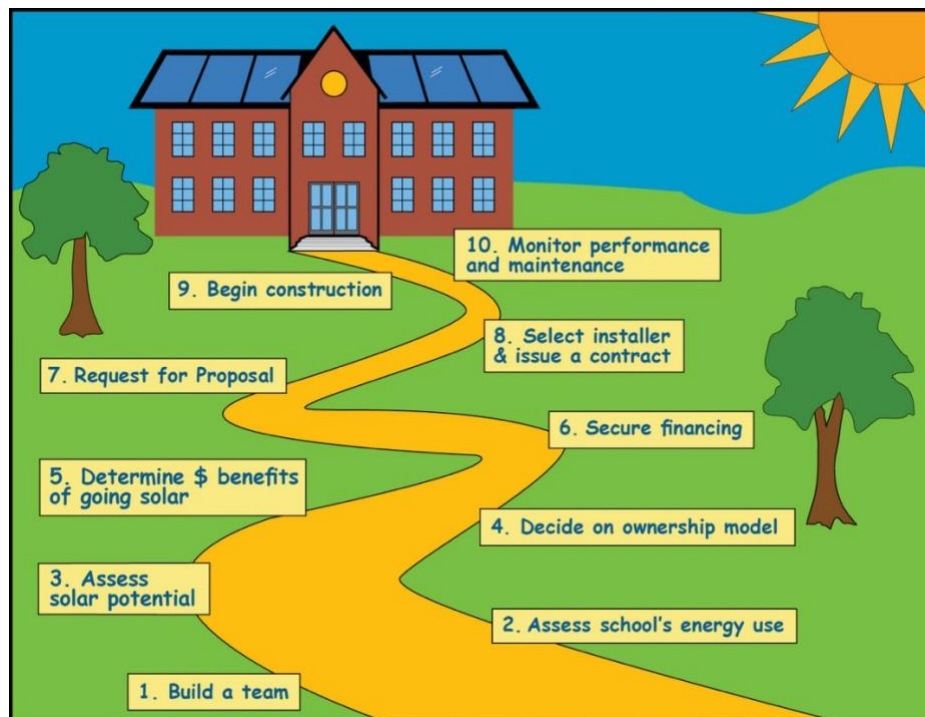 10. Monitor performance
and maintenance
9. Begin construction
8. Select installer
& issue a contract
7. Request for Proposal
6. Secure financing
5. Determine $ benefits
of going solar
4. Decide on ownership model
3. Assess
solar potential
2. Assess school's energy use
1. Build a team